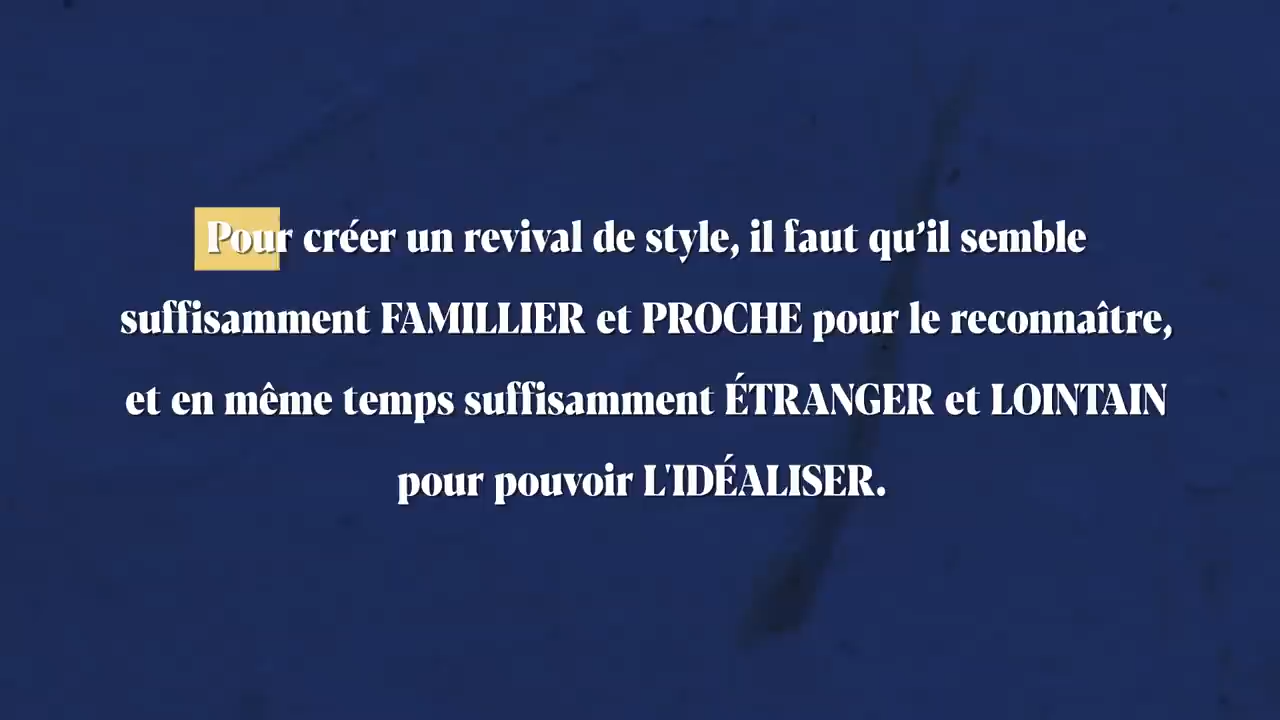 Pour créer un revival de style, il faut qu’il semble
suffisamment FAMILLIER et PROCHE pour le reconnaître,
et en même temps suffisamment ÉTRANGER et LOINTAIN
pour pouvoir L'IDÉALISER.